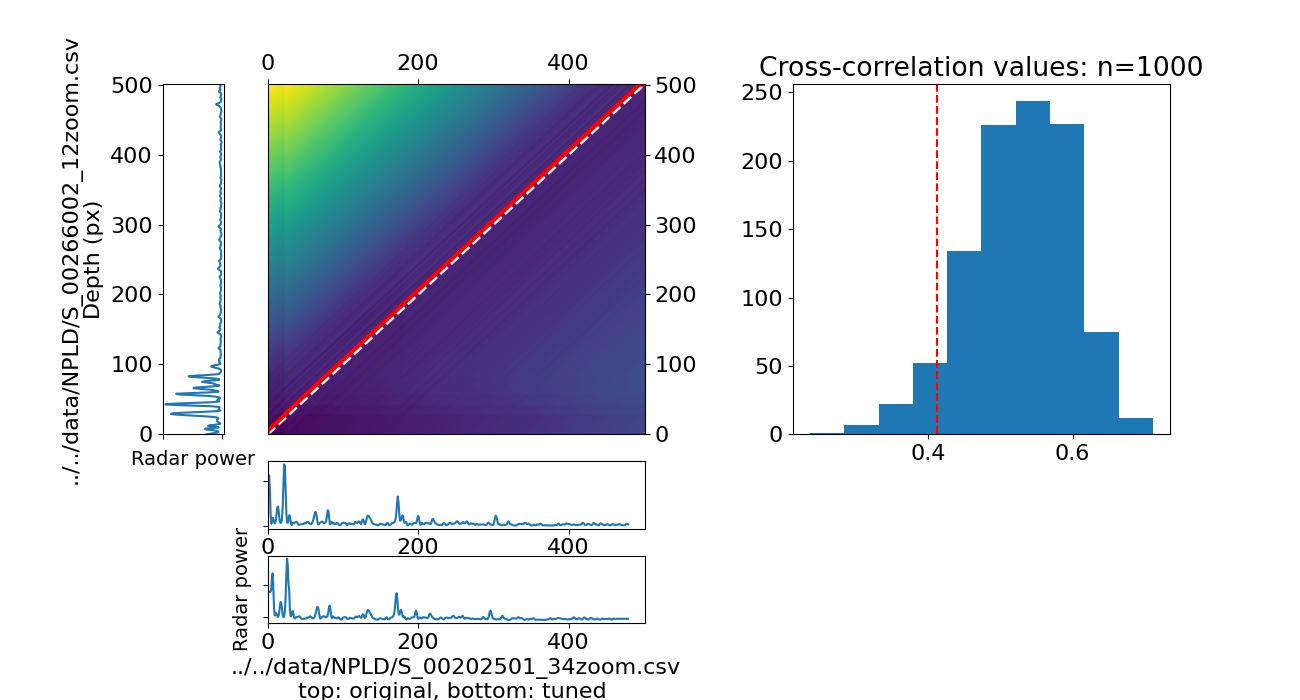 Cross-correlation values: n=1000
0 200 400
500
400
300
200
100
0
500
400
300
200
100
0
250
200
150
100
50
0
0.4 0.6
../../data/NPLD/S_00266002_12zoom.csv
Depth (px)
Radar power
0 200 400
Radar power
0 200 400
../../data/NPLD/S_00202501_34zoom.csv
top: original, bottom: tuned